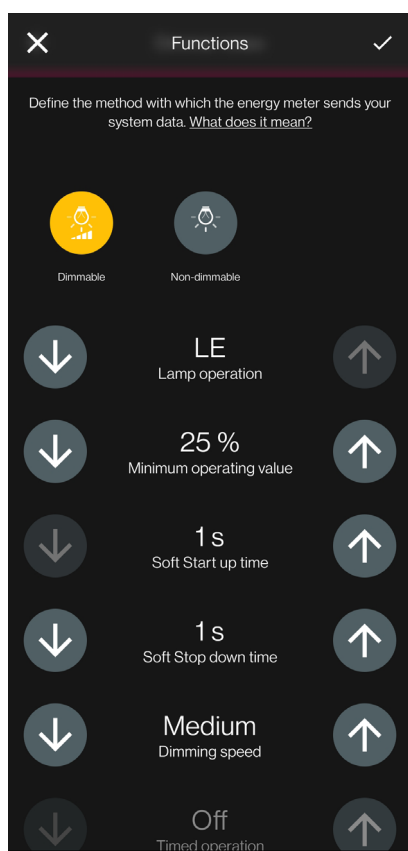 Functions
Define the method with which the energy meter sends your
system data. What does it mean?
Dimmable
Non-dimmable
LE
Lamp operation
25 %
Minimum operating value
1 s
Soft Start up time
1 s
Soft Stop down time
Medium
Dimming speed
Off
Timed operation